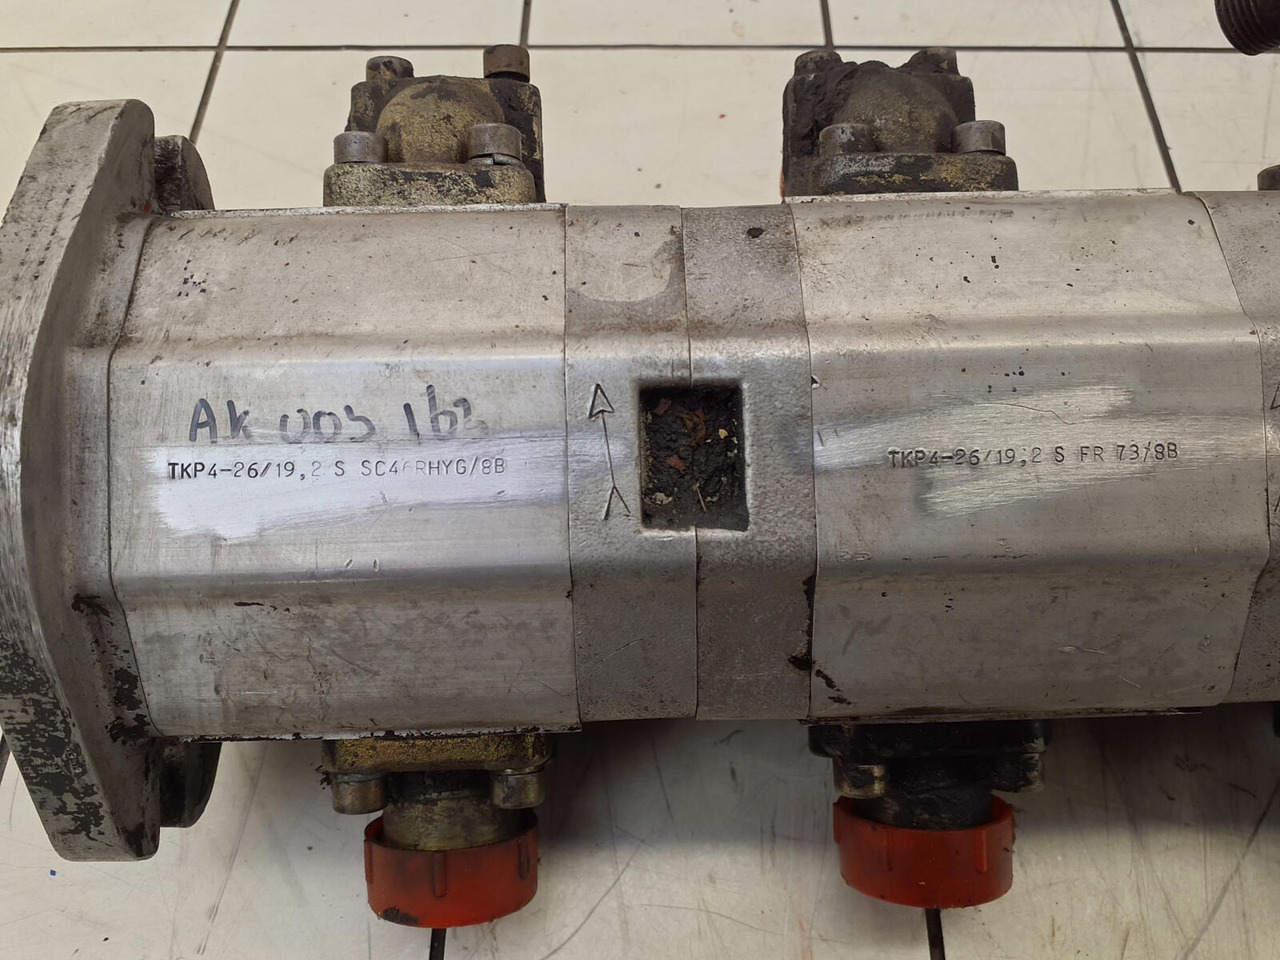 AK 003 162
TKP4-26/19,2 S SC46RHYG/8B
TKP4-26/19,2 S FR 73/8B